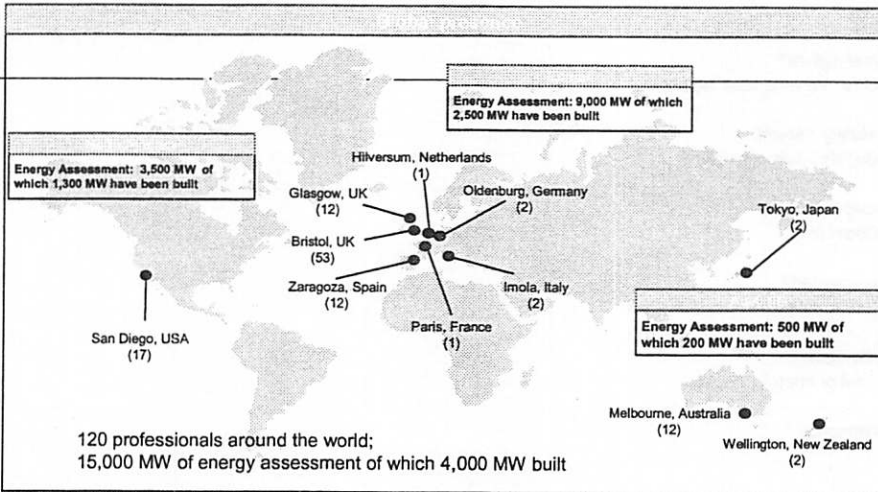 Global presence
Energy Assessment: 9,000 MW of which
2,500 MW have been built
Energy Assessment: 3,500 MW of
which 1,300 MW have been built
Hilversum, Netherlands
(1)
Glasgow, UK
(12)
Oldenburg, Germany
(2)
Tokyo, Japan
(2)
Bristol, UK
(53)
Zaragoza, Spain
(12)
Imola, Italy
(2)
Paris, France
(1)
San Diego, USA
(17)
Energy Assessment: 500 MW of
which 200 MW have been built
Melbourne, Australia
(12)
Wellington, New Zealand
(2)
120 professionals around the world;
15,000 MW of energy assessment of which 4,000 MW built